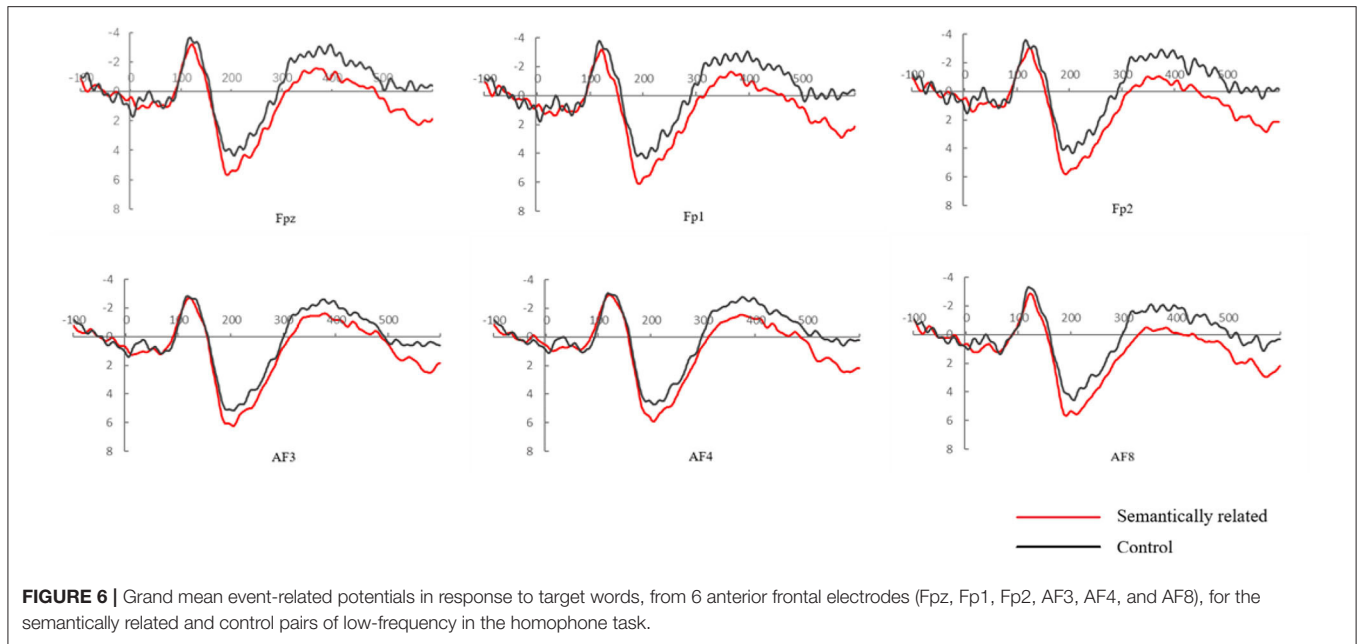 -4
-2
-100 0 100 200 300 400 500
2
4
6
8
Fpz
-4
-2
-100 0 100 200 300 400 500
2
4
6
8
Fp1
-4
-2
-100 0 100 200 300 400 500
2
4
6
8
Fp2
-4
-2
-100 0 100 200 300 400 500
2
4
6
8
AF3
-4
-2
-100 0 100 200 300 400 500
2
4
6
8
AF4
-4
-2
-100 0 100 200 300 400 500
2
4
6
8
AF8
Semantically related
Control
FIGURE 6 | Grand mean event-related potentials in response to target words, from 6 anterior frontal electrodes (Fpz, Fp1, Fp2, AF3, AF4, and AF8), for the
semantically related and control pairs of low-frequency in the homophone task.